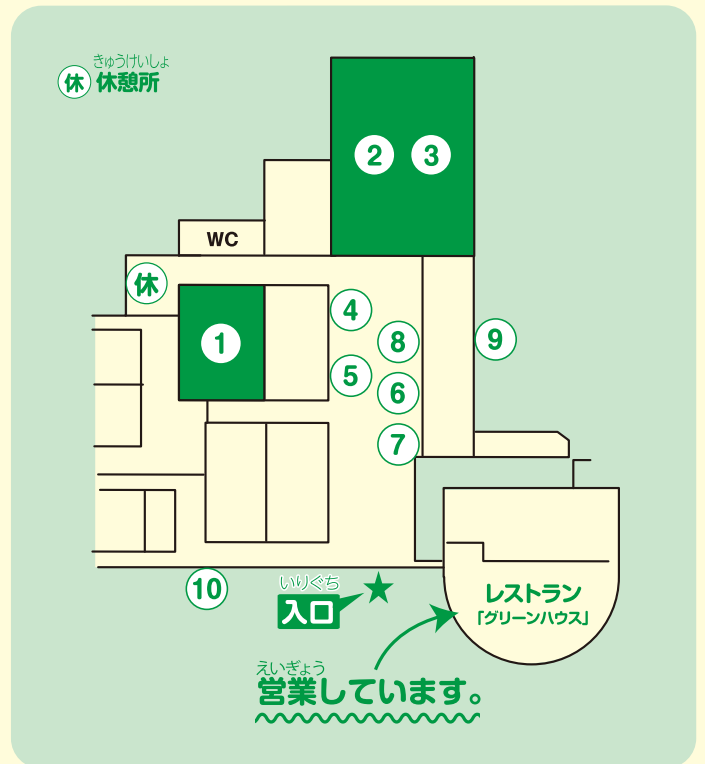 きゅうけいしょ
休 休憩所
2 3
WC
休
1
4
5
8
6
7
9
10
いりぐち
入口
レストラン
「グリーンハウス」
えいぎょう
営業しています。